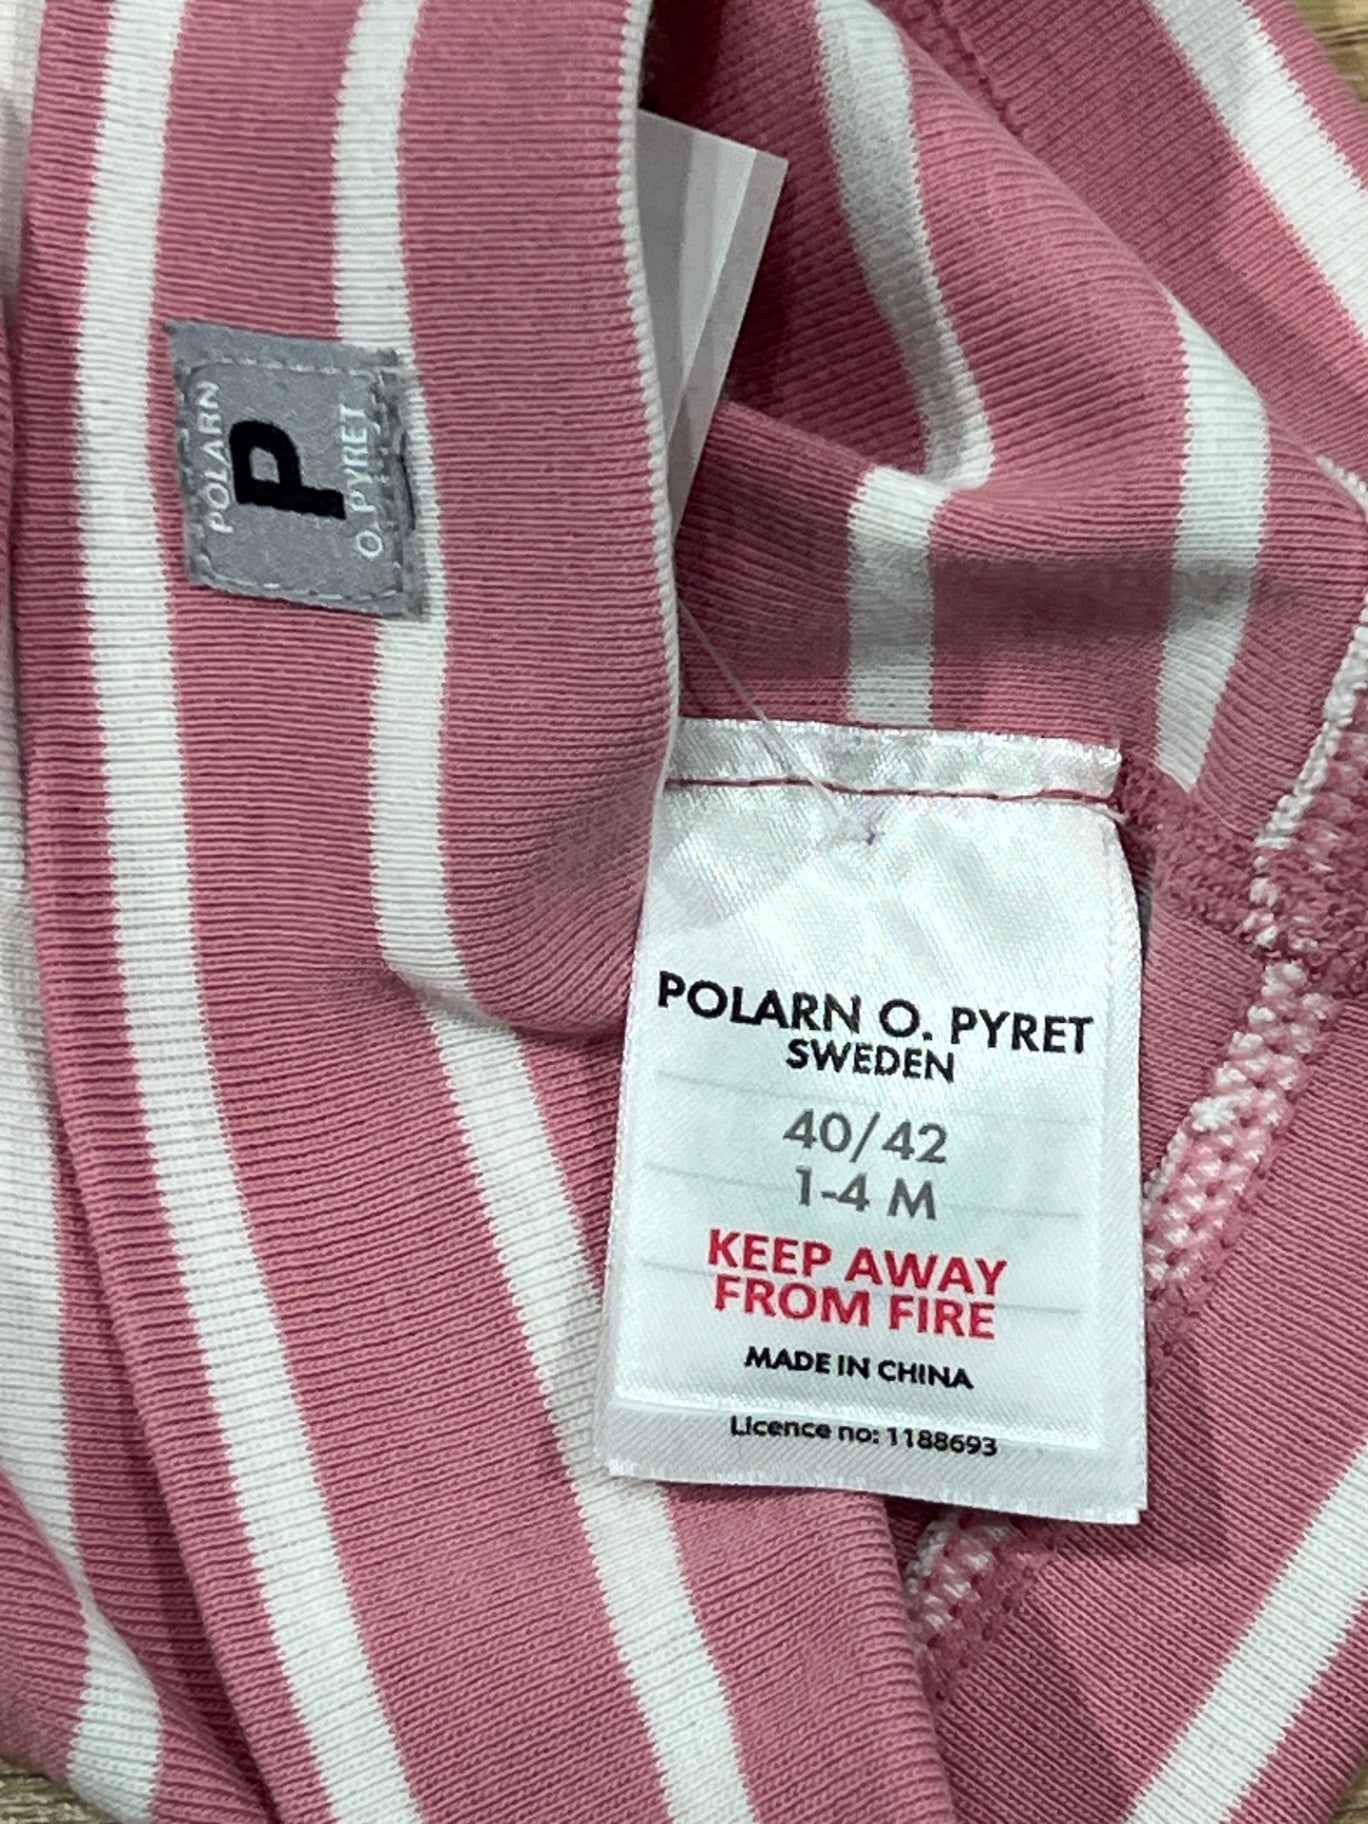 POLARN
P
O. PYRET
POLARN O. PYRET
SWEDEN
40/42
1-4 M
KEEP AWAY
FROM FIRE
MADE IN CHINA
Licence no: 1188693